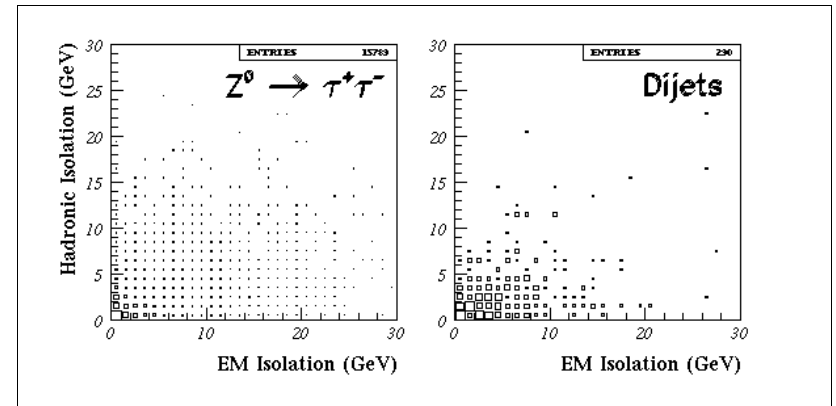 ENTRIES 15789
Z⁰ → τ⁺τ⁻
Hadronic Isolation (GeV)
30
25
20
15
10
5
0
0 10 20 30
EM Isolation (GeV)
ENTRIES 230
Dijets
30
25
20
15
10
5
0
0 10 20 30
EM Isolation (GeV)